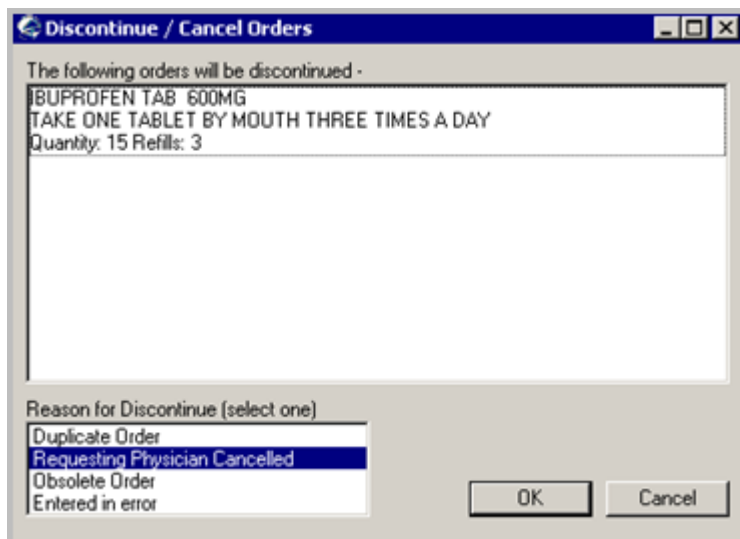 Discontinue / Cancel Orders
The following orders will be discontinued -
IBUPROFEN TAB 600MG
TAKE ONE TABLET BY MOUTH THREE TIMES A DAY
Quantity: 15 Refills: 3
Reason for Discontinue (select one)
Duplicate Order
Requesting Physician Cancelled
Obsolete Order
Entered in error
OK
Cancel